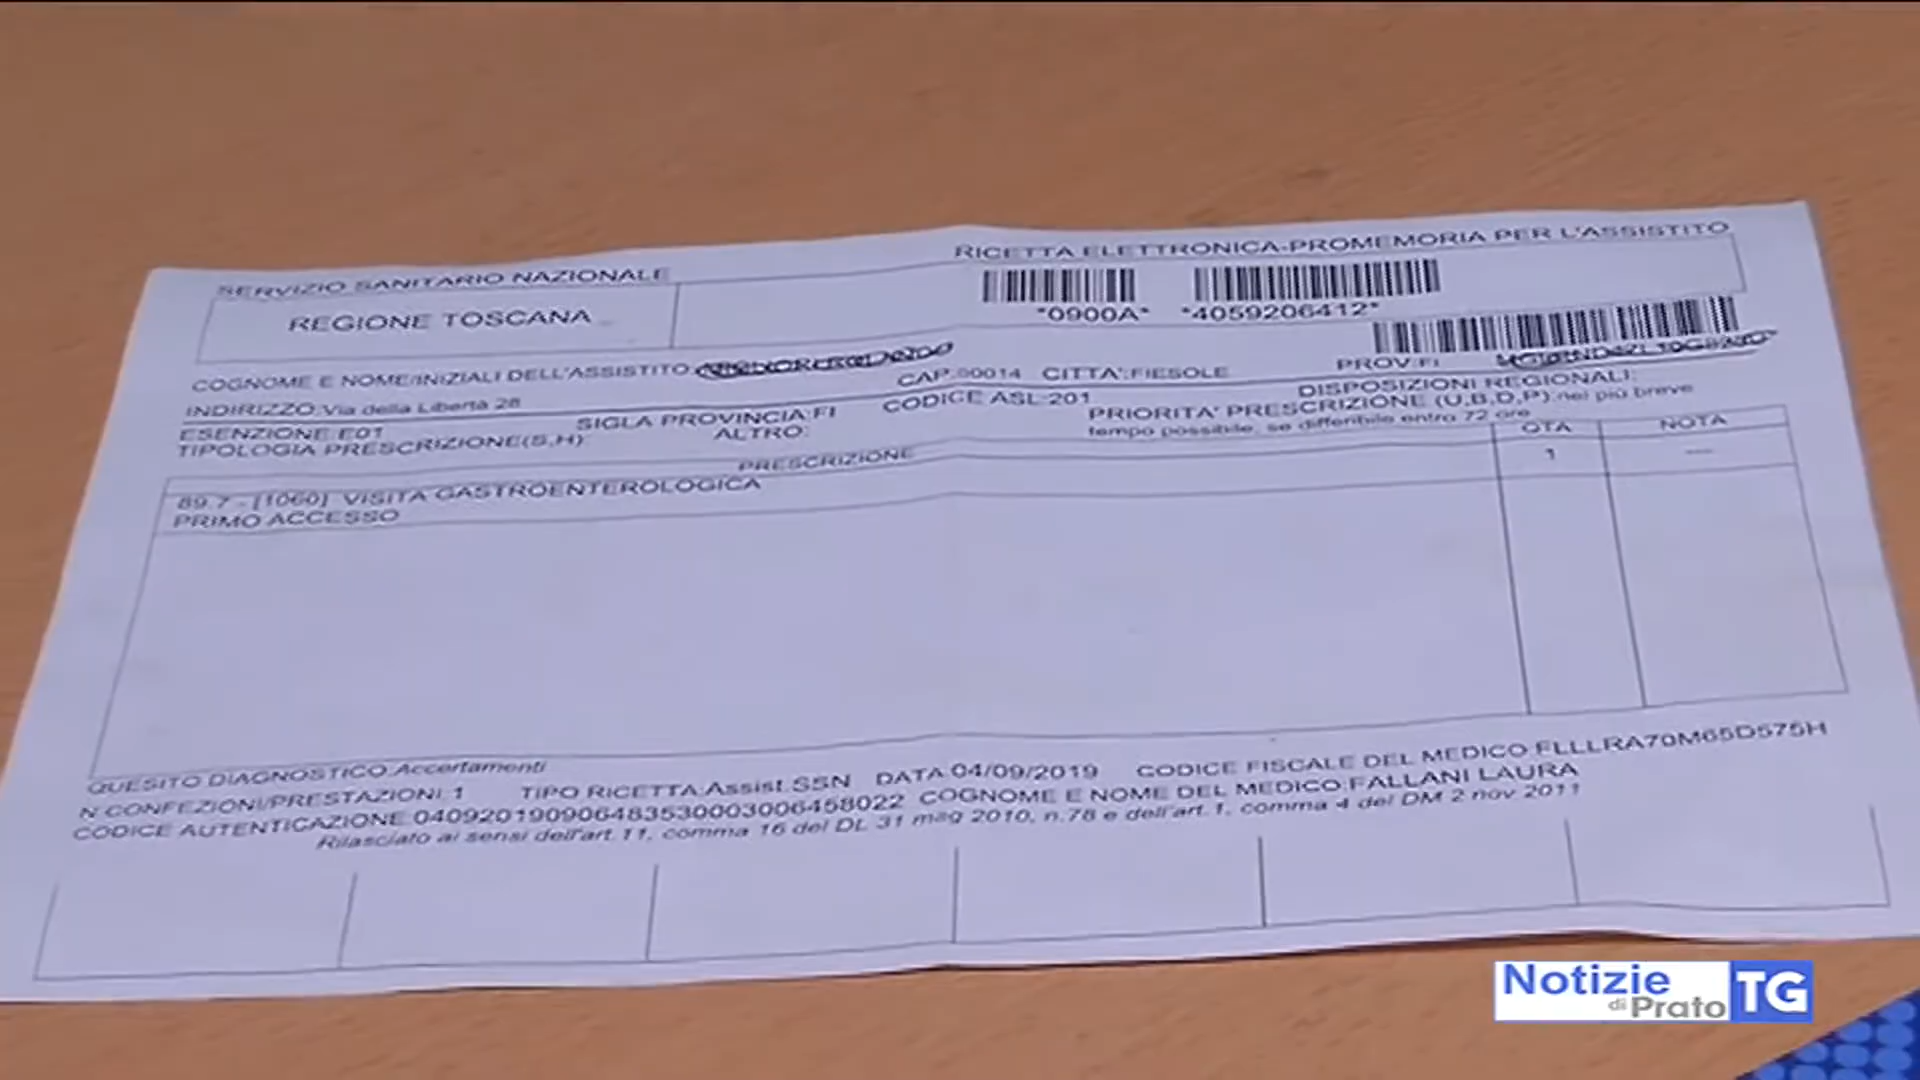 SERVIZIO SANITARIO NAZIONALE
RICETTA ELETTRONICA-PROMEMORIA PER L'ASSISTITO
REGIONE TOSCANA
*0900A* *4059206412*
COGNOME E NOME/INIZIALI DELL'ASSISTITO:
INDIRIZZO:Via della Libertà 28 CAP:00014 CITTA':FIESOLE PROV:FI
ESENZIONE:E01 SIGLA PROVINCIA:FI CODICE ASL:201 DISPOSIZIONI REGIONALI:
TIPOLOGIA PRESCRIZIONE(S,H): ALTRO: PRIORITA' PRESCRIZIONE (U,B,D,P):nel più breve
tempo possibile, se differibile entro 72 ore
PRESCRIZIONE QTA NOTA
89.7 - [1060] VISITA GASTROENTEROLOGICA 1 ---
PRIMO ACCESSO
QUESITO DIAGNOSTICO:Accertamenti
N.CONFEZIONI/PRESTAZIONI:1 TIPO RICETTA:Assist.SSN DATA:04/09/2019 CODICE FISCALE DEL MEDICO:FLLLRA70M65D575H
CODICE AUTENTICAZIONE:040920190906483530003006458022 COGNOME E NOME DEL MEDICO:FALLANI LAURA
Rilasciato ai sensi dell'art.11, comma 16 del DL 31 mag 2010, n.78 e dell'art.1, comma 4 del DM 2 nov 2011
Notizie
di Prato TG